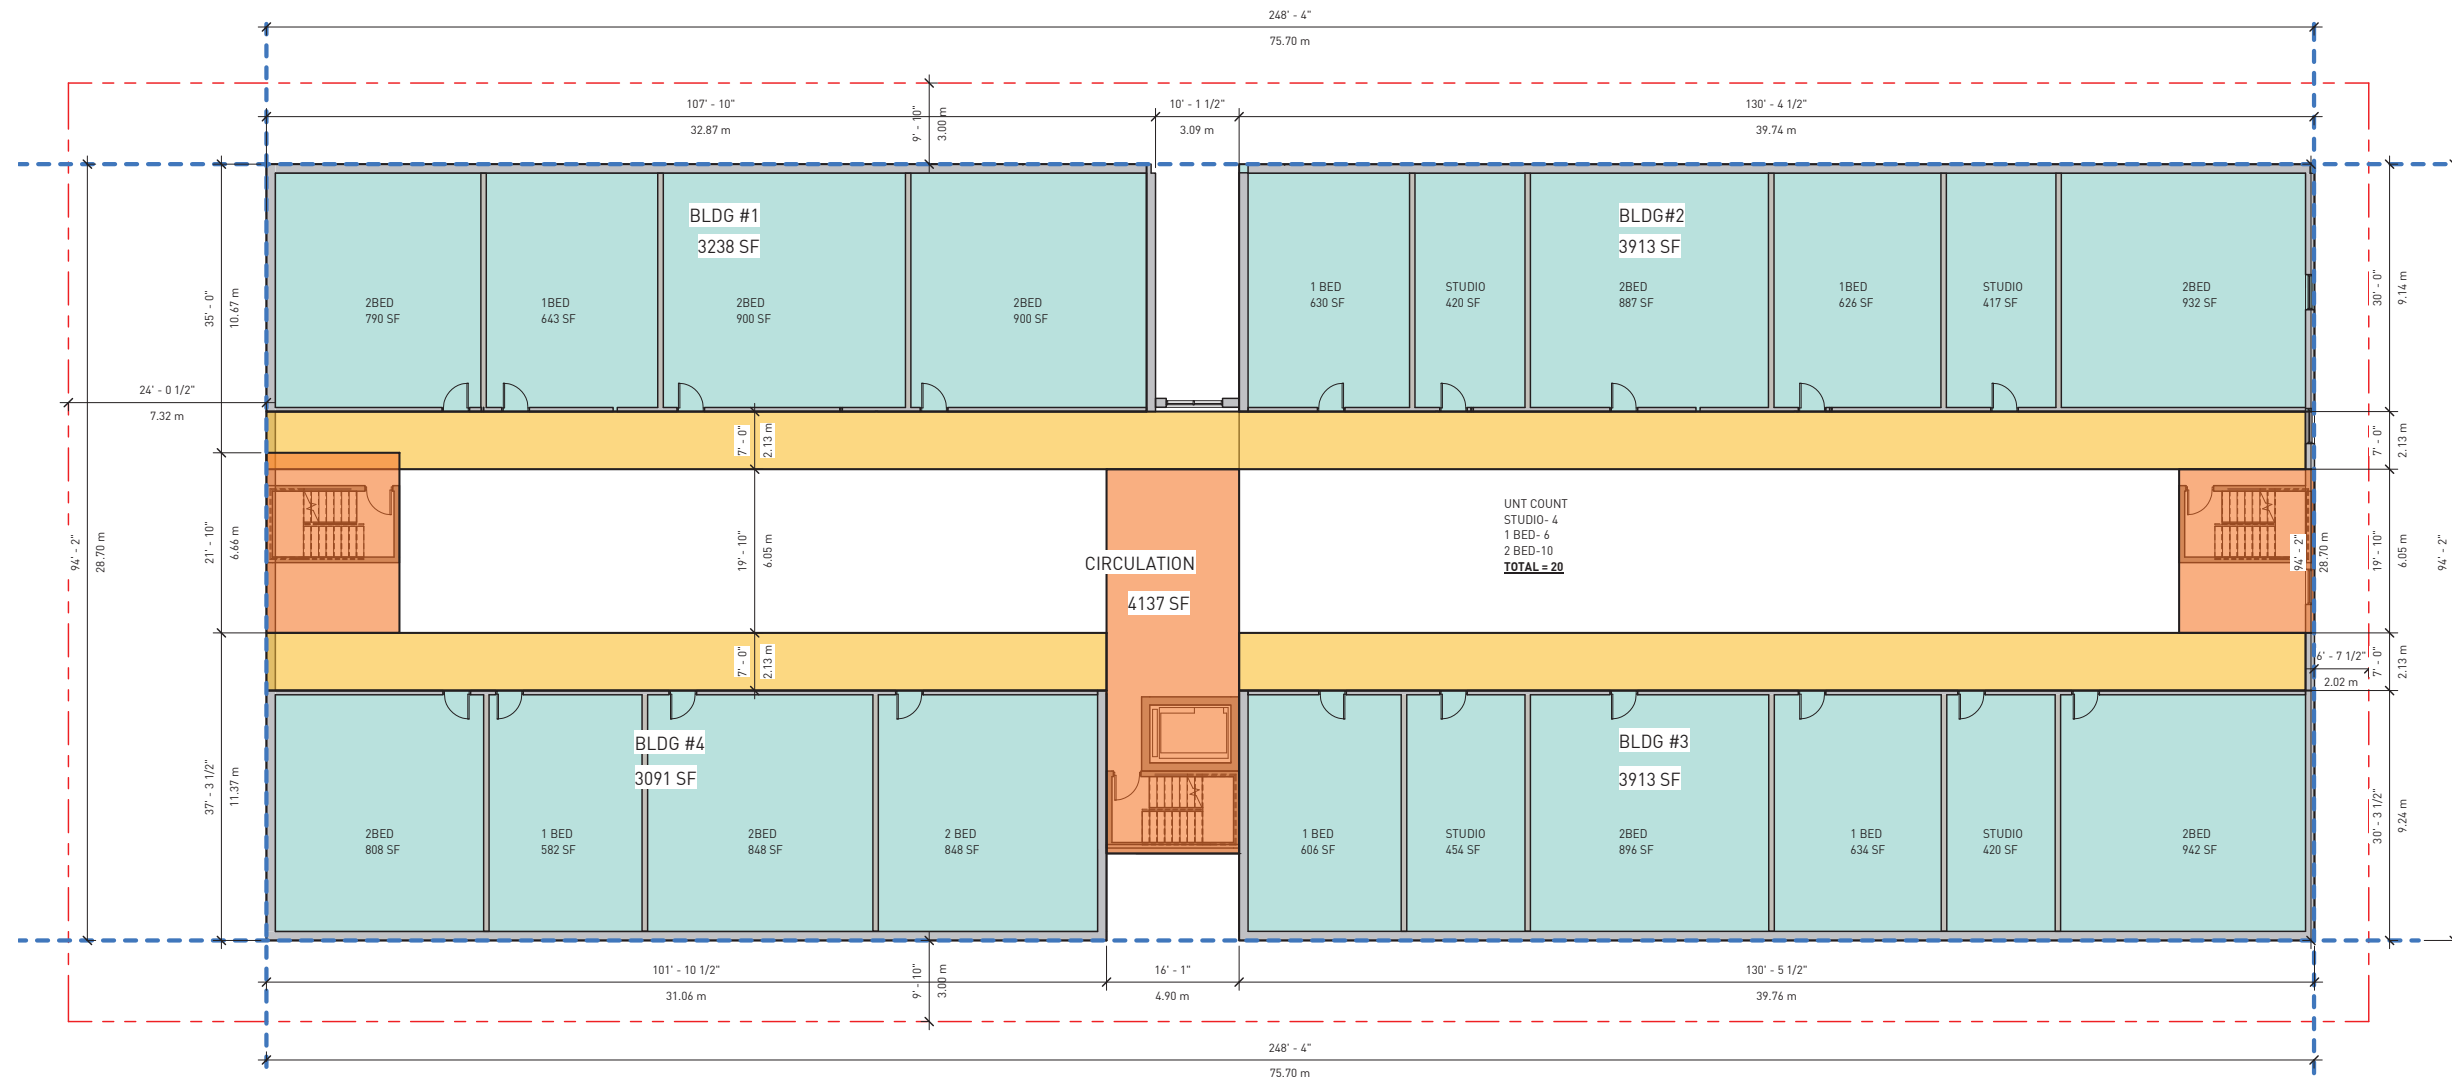 248' - 4"
75.70 m
107' - 10"
32.87 m
9' - 10"
3.00 m
10' - 1 1/2"
3.09 m
130' - 4 1/2"
39.74 m
BLDG #1
3238 SF
BLDG#2
3913 SF
2BED
790 SF
1BED
643 SF
2BED
900 SF
2BED
900 SF
1 BED
630 SF
STUDIO
420 SF
2BED
887 SF
1BED
626 SF
STUDIO
417 SF
2BED
932 SF
35' - 0"
10.67 m
30' - 0"
9.14 m
24' - 0 1/2"
7.32 m
7' - 0"
2.13 m
7' - 0"
2.13 m
94' - 2"
28.70 m
21' - 10"
6.66 m
19' - 10"
6.05 m
CIRCULATION
4137 SF
UNT COUNT
STUDIO- 4
1 BED- 6
2 BED-10
TOTAL = 20
94' - 2"
28.70 m
19' - 10"
6.05 m
94' - 2"
7' - 0"
2.13 m
6' - 7 1/2"
2.02 m
7' - 0"
2.13 m
37' - 3 1/2"
11.37 m
BLDG #4
3091 SF
BLDG #3
3913 SF
2BED
808 SF
1 BED
582 SF
2BED
848 SF
2 BED
848 SF
1 BED
606 SF
STUDIO
454 SF
2BED
896 SF
1 BED
634 SF
STUDIO
420 SF
2BED
942 SF
30' - 3 1/2"
9.24 m
101' - 10 1/2"
31.06 m
9' - 10"
3.00 m
16' - 1"
4.90 m
130' - 5 1/2"
39.76 m
248' - 4"
75.70 m